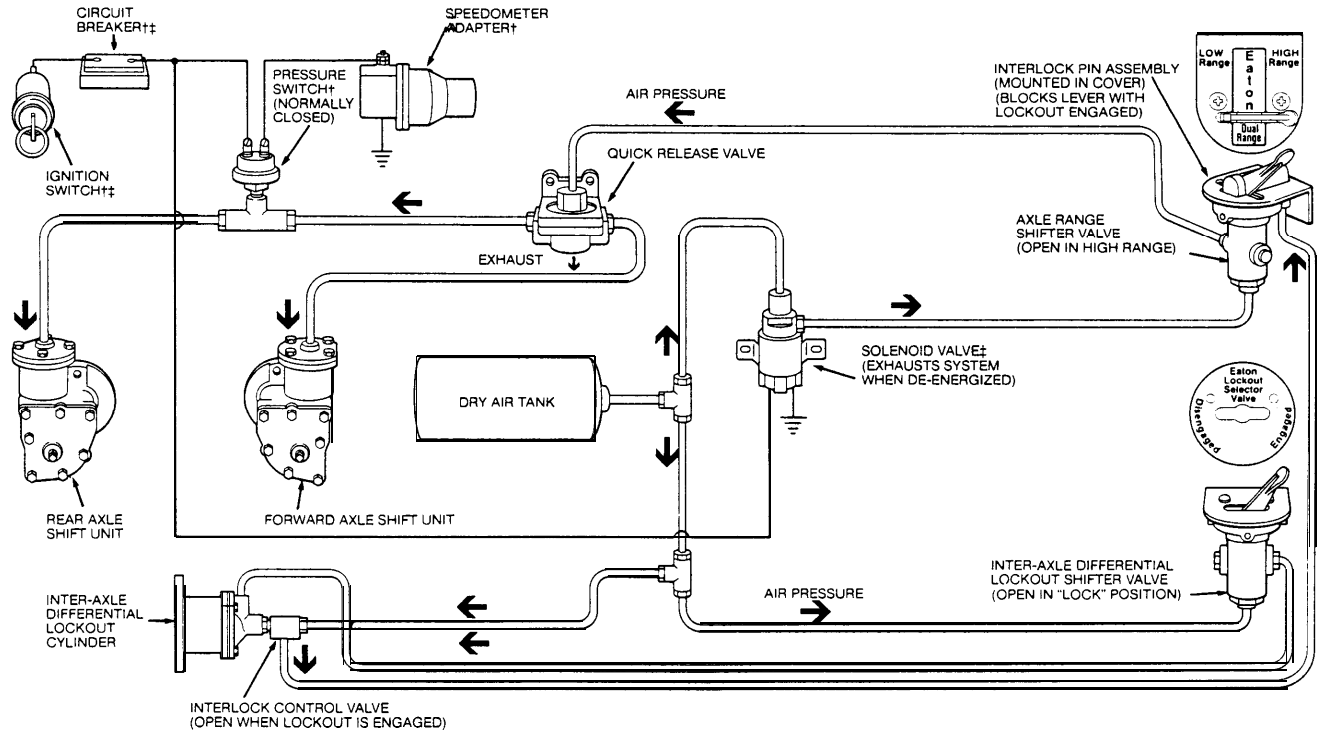 CIRCUIT
BREAKER†‡
SPEEDOMETER
ADAPTER†
PRESSURE
SWITCH†
(NORMALLY
CLOSED)
IGNITION
SWITCH†‡
AIR PRESSURE
QUICK RELEASE VALVE
EXHAUST
INTERLOCK PIN ASSEMBLY
(MOUNTED IN COVER)
(BLOCKS LEVER WITH
LOCKOUT ENGAGED)
LOW
Range
Eaton
HIGH
Range
Dual
Range
AXLE RANGE
SHIFTER VALVE
(OPEN IN HIGH RANGE)
SOLENOID VALVE‡
(EXHAUSTS SYSTEM
WHEN DE-ENERGIZED)
DRY AIR TANK
Eaton
Lockout
Selector
Valve
Disengaged
Engaged
REAR AXLE
SHIFT UNIT
FORWARD AXLE SHIFT UNIT
INTER-AXLE DIFFERENTIAL
LOCKOUT SHIFTER VALVE
(OPEN IN "LOCK" POSITION)
INTER-AXLE
DIFFERENTIAL
LOCKOUT
CYLINDER
AIR PRESSURE
INTERLOCK CONTROL VALVE
(OPEN WHEN LOCKOUT IS ENGAGED)